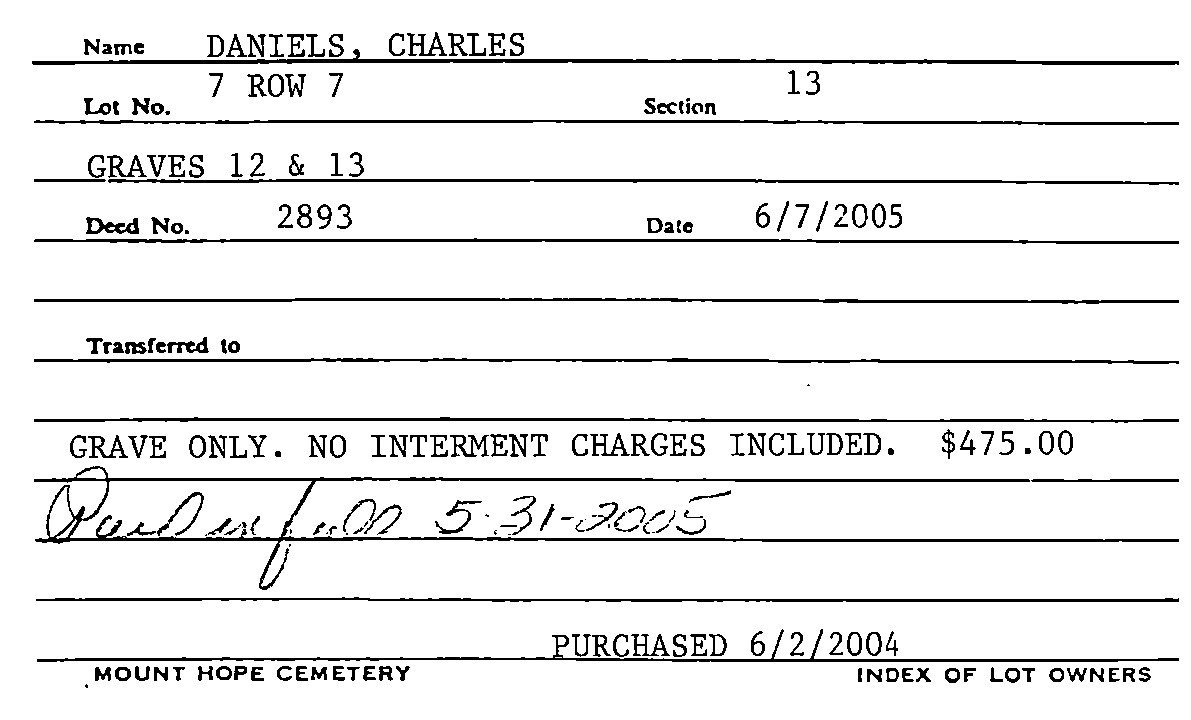 Name DANIELS, CHARLES
Lot No. 7 ROW 7 Section 13
GRAVES 12 & 13
Deed No. 2893 Date 6/7/2005
Transferred to
GRAVE ONLY. NO INTERMENT CHARGES INCLUDED. $475.00
Paid in full 5-31-2005
PURCHASED 6/2/2004
MOUNT HOPE CEMETERY INDEX OF LOT OWNERS